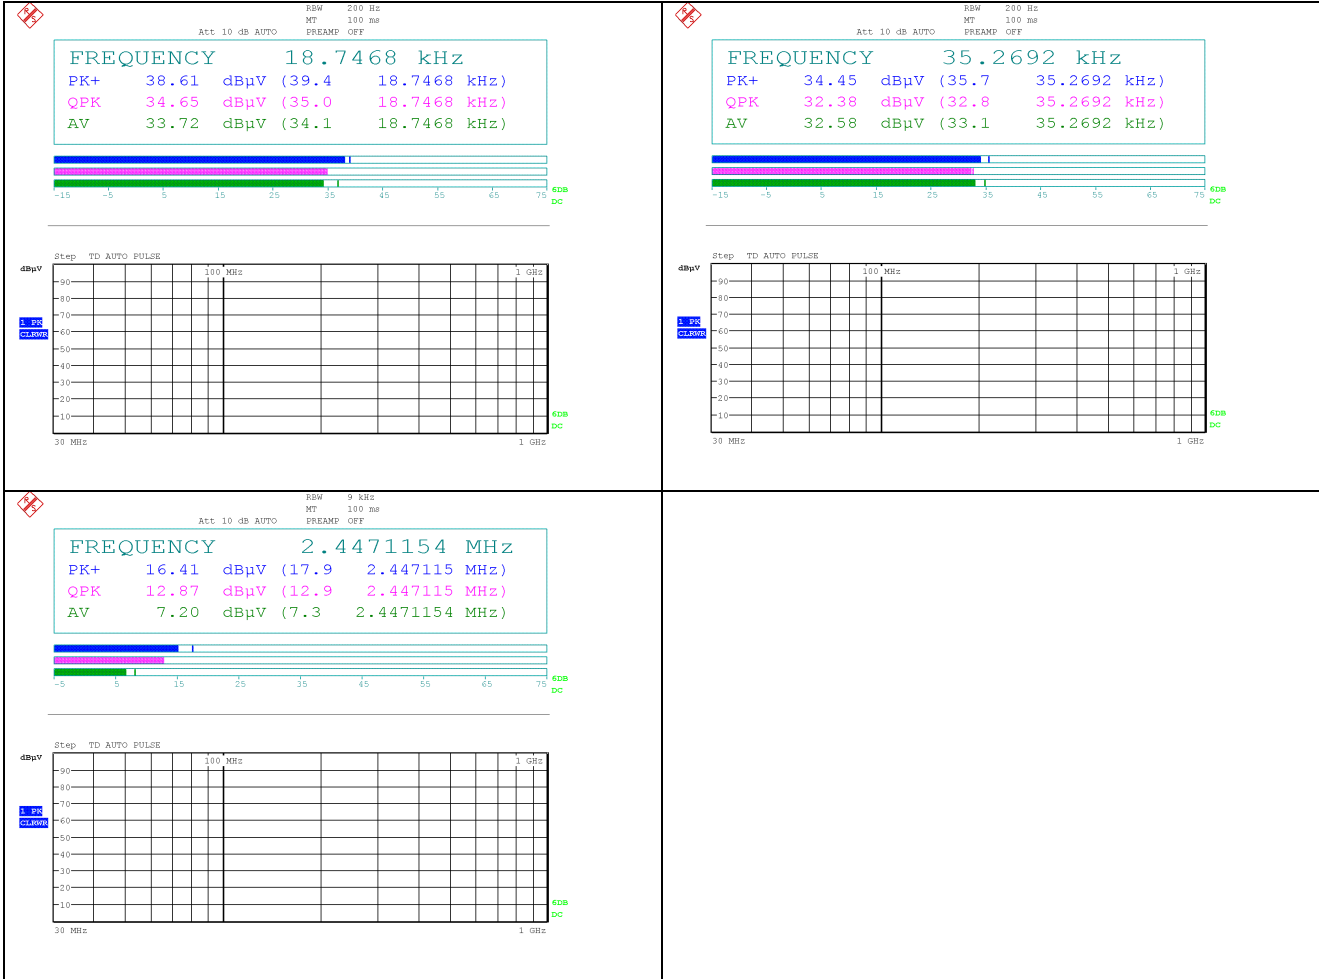 R S
RBW 200 Hz
MT 100 ms
Att 10 dB AUTO PREAMP OFF
FREQUENCY 18.7468 kHz
PK+ 38.61 dBµV (39.4 18.7468 kHz)
QPK 34.65 dBµV (35.0 18.7468 kHz)
AV 33.72 dBµV (34.1 18.7468 kHz)
-15 -5 5 15 25 35 45 55 65 75
6DB
DC
Step TD AUTO PULSE
dBµV
100 MHz 1 GHz
90
80
70
1 PK
CLRWR
60
50
40
30
20
10
6DB
DC
30 MHz 1 GHz
R S
RBW 200 Hz
MT 100 ms
Att 10 dB AUTO PREAMP OFF
FREQUENCY 35.2692 kHz
PK+ 34.45 dBµV (35.7 35.2692 kHz)
QPK 32.38 dBµV (32.8 35.2692 kHz)
AV 32.58 dBµV (33.1 35.2692 kHz)
-15 -5 5 15 25 35 45 55 65 75
6DB
DC
Step TD AUTO PULSE
dBµV
100 MHz 1 GHz
90
80
70
1 PK
CLRWR
60
50
40
30
20
10
6DB
DC
30 MHz 1 GHz
R S
RBW 9 kHz
MT 100 ms
Att 10 dB AUTO PREAMP OFF
FREQUENCY 2.4471154 MHz
PK+ 16.41 dBµV (17.9 2.447115 MHz)
QPK 12.87 dBµV (12.9 2.447115 MHz)
AV 7.20 dBµV (7.3 2.4471154 MHz)
-5 5 15 25 35 45 55 65 75
6DB
DC
Step TD AUTO PULSE
dBµV
100 MHz 1 GHz
90
80
70
1 PK
CLRWR
60
50
40
30
20
10
6DB
DC
30 MHz 1 GHz